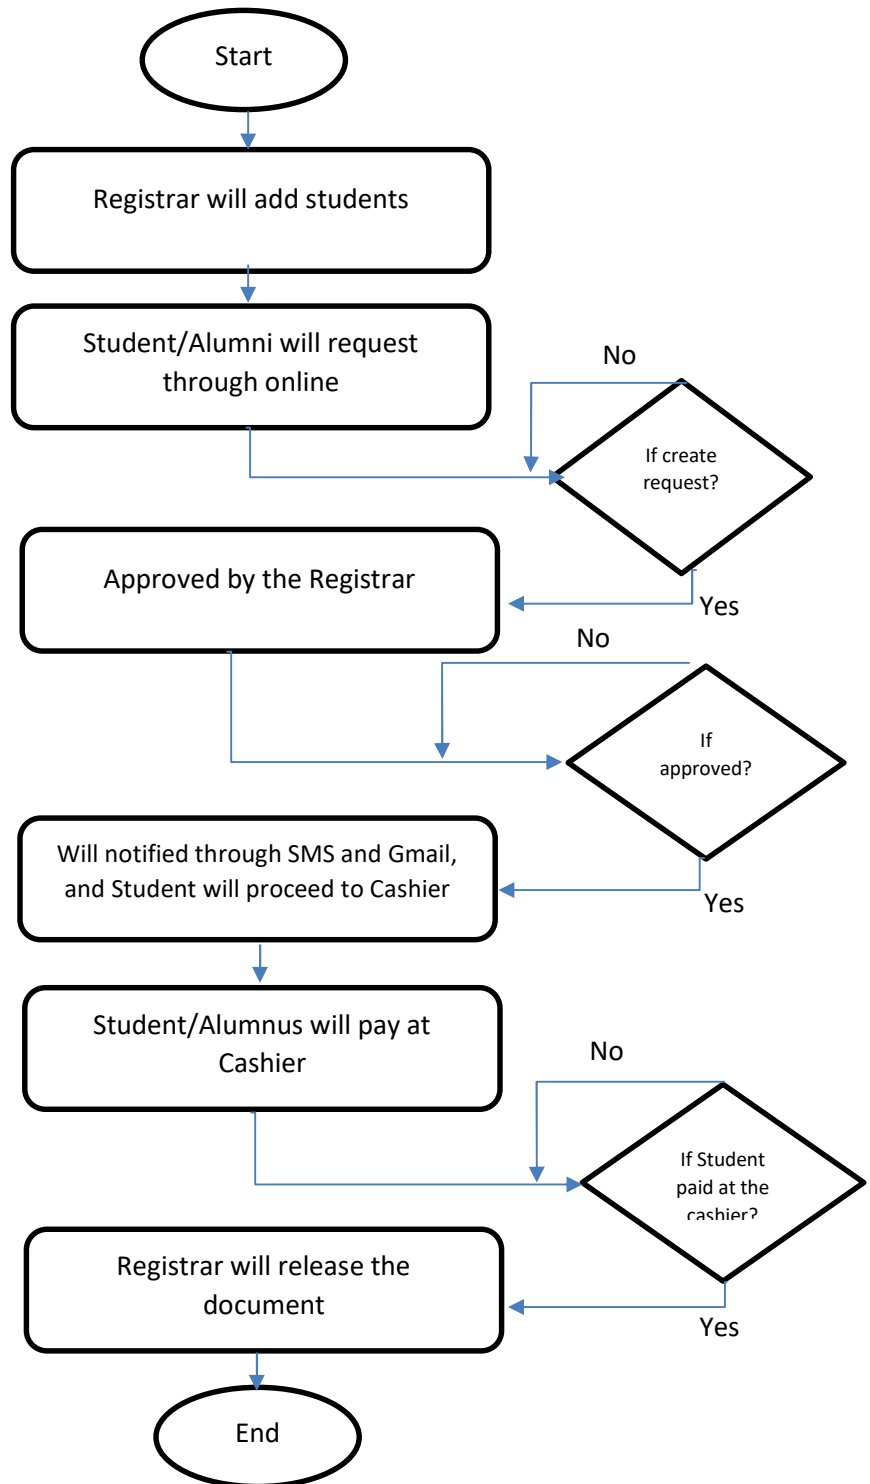 Start
Registrar will add students
Student/Alumni will request
through online
No
If create
request?
Approved by the Registrar
Yes
No
If
approved?
Will notified through SMS and Gmail,
and Student will proceed to Cashier
Yes
Student/Alumnus will pay at
Cashier
No
If Student
paid at the
cashier?
Registrar will release the
document
Yes
End